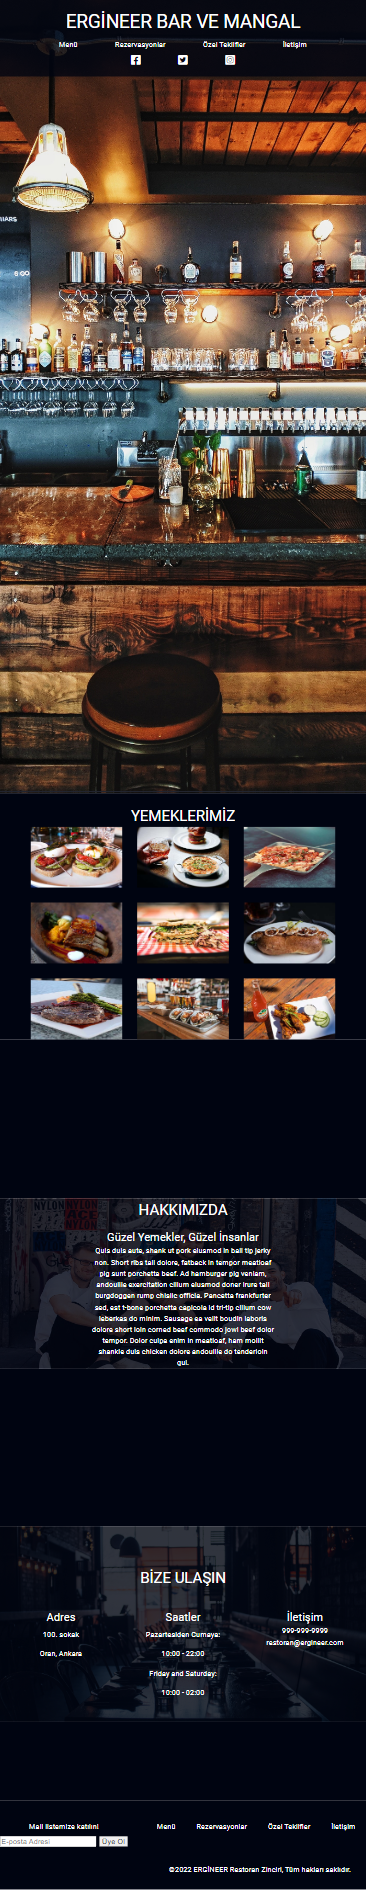 ERGİNEER BAR VE MANGAL
Menü Rezervasyonlar Özel Teklifler İletişim
6:00
YEMEKLERİMİZ
HAKKIMIZDA
Güzel Yemekler, Güzel İnsanlar
Quis duis aute, shank ut pork eiusmod in ball tip jerky
non. Short ribs tail dolore, fatback in tempor meatloaf
pig sunt porchetta beef. Ad hamburger pig veniam,
andouille exercitation cillum eiusmod doner irure tail
burgdoggen rump chislic officia. Pancetta frankfurter
sed, est t-bone porchetta capicola id tri-tip cillum cow
leberkas do minim. Sausage ea velit boudin laboris
dolore short loin corned beef commodo jowl beef dolor
tempor. Dolor culpa enim in meatloaf, ham mollit
shankle duis chicken dolore andouille do tenderloin
qui.
BİZE ULAŞIN
Adres
100. sokak
Oran, Ankara
Saatler
Pazartesiden Cumaya:
10:00 - 22:00
Friday and Saturday:
10:00 - 02:00
İletişim
999-999-9999
restoran@ergineer.com
Mail listemize katılın!
E-posta Adresi Üye Ol
Menü Rezervasyonlar Özel Teklifler İletişim
©2022 ERGİNEER Restoran Zinciri, Tüm hakları saklıdır.